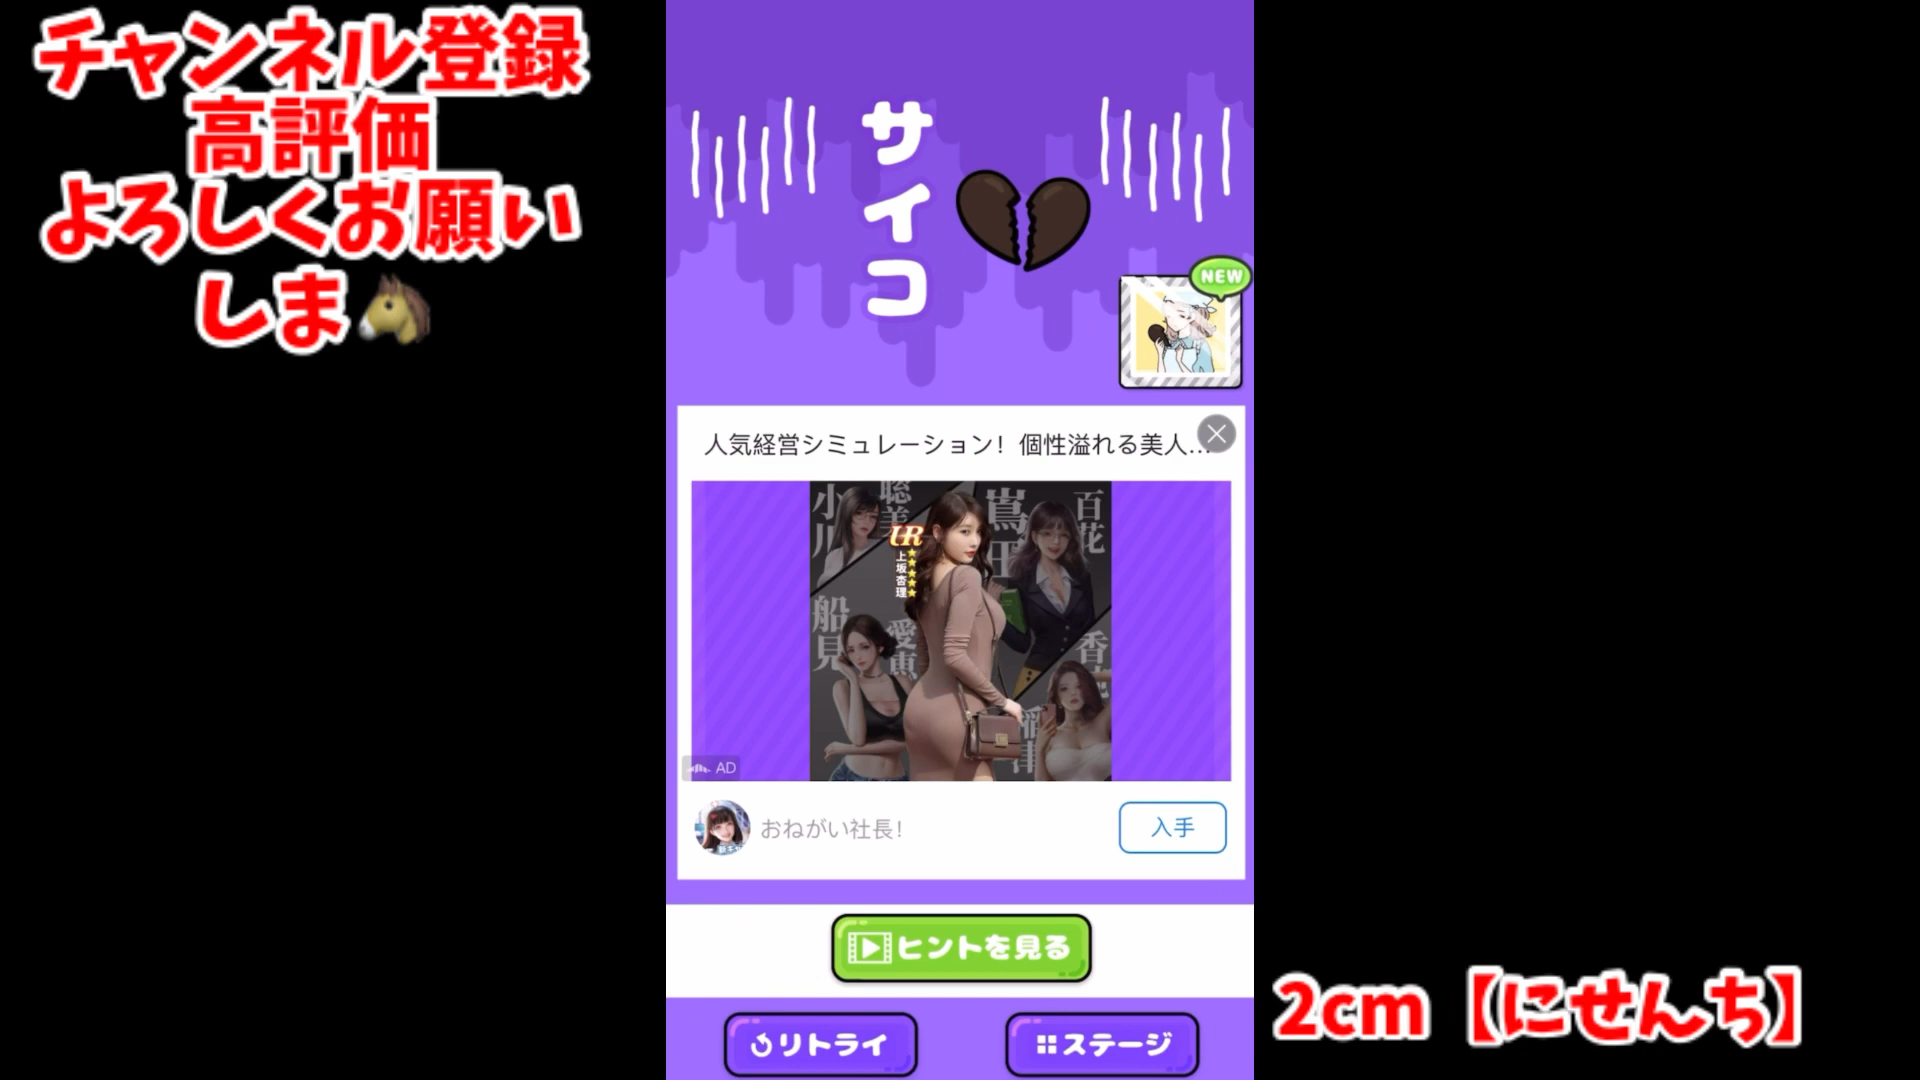 チャンネル登録
高評価
よろしくお願い
しま
サイコ
NEW
人気経営シミュレーション！個性溢れる美人...
小川
聡美
UR
上坂杏理
嶌田
百花
船見
愛恵
香
稲津
AD
おねがい社長！
入手
ヒントを見る
リトライ
ステージ
2cm【にせんち】